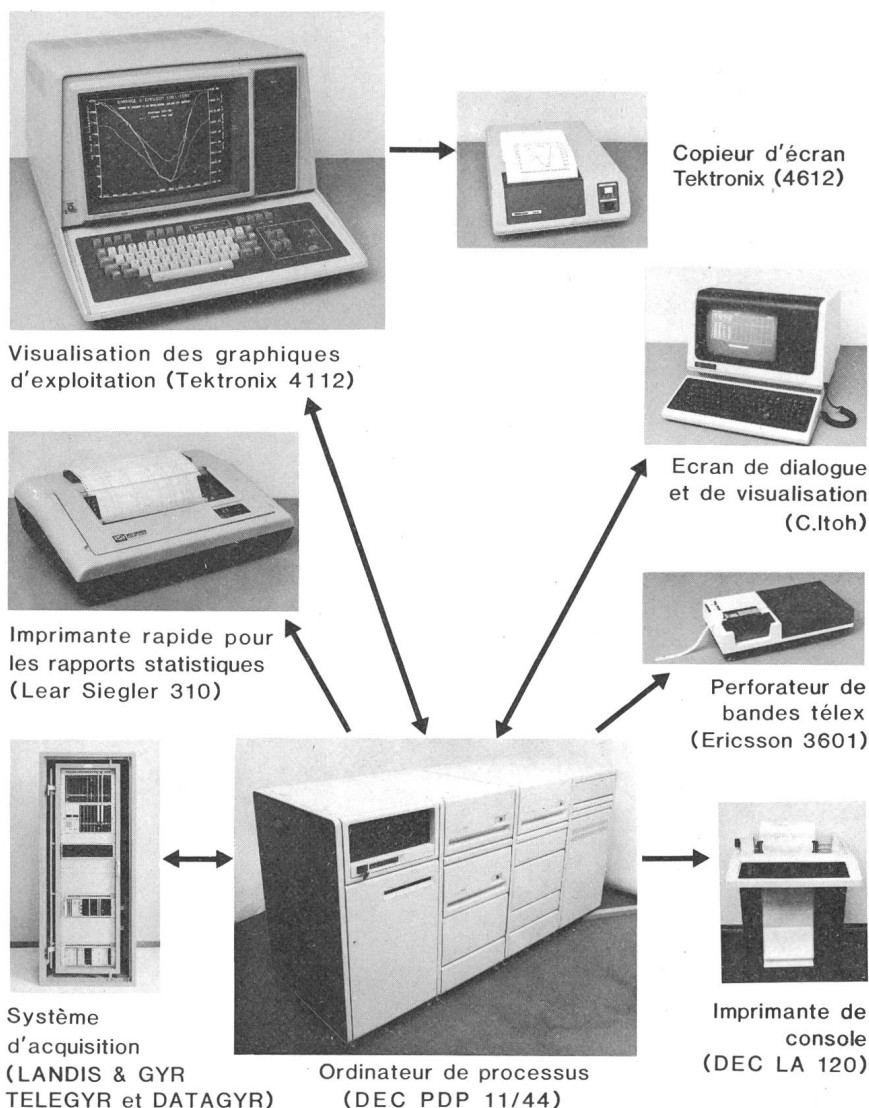 Copieur d'écran
Tektronix (4612)
Visualisation des graphiques
d'exploitation (Tektronix 4112)
Ecran de dialogue
et de visualisation
(C.Itoh)
Imprimante rapide pour
les rapports statistiques
(Lear Siegler 310)
Perforateur de
bandes télex
(Ericsson 3601)
Système
d'acquisition
(LANDIS & GYR
TELEGYR et DATAGYR)
Ordinateur de processus
(DEC PDP 11/44)
Imprimante de
console
(DEC LA 120)